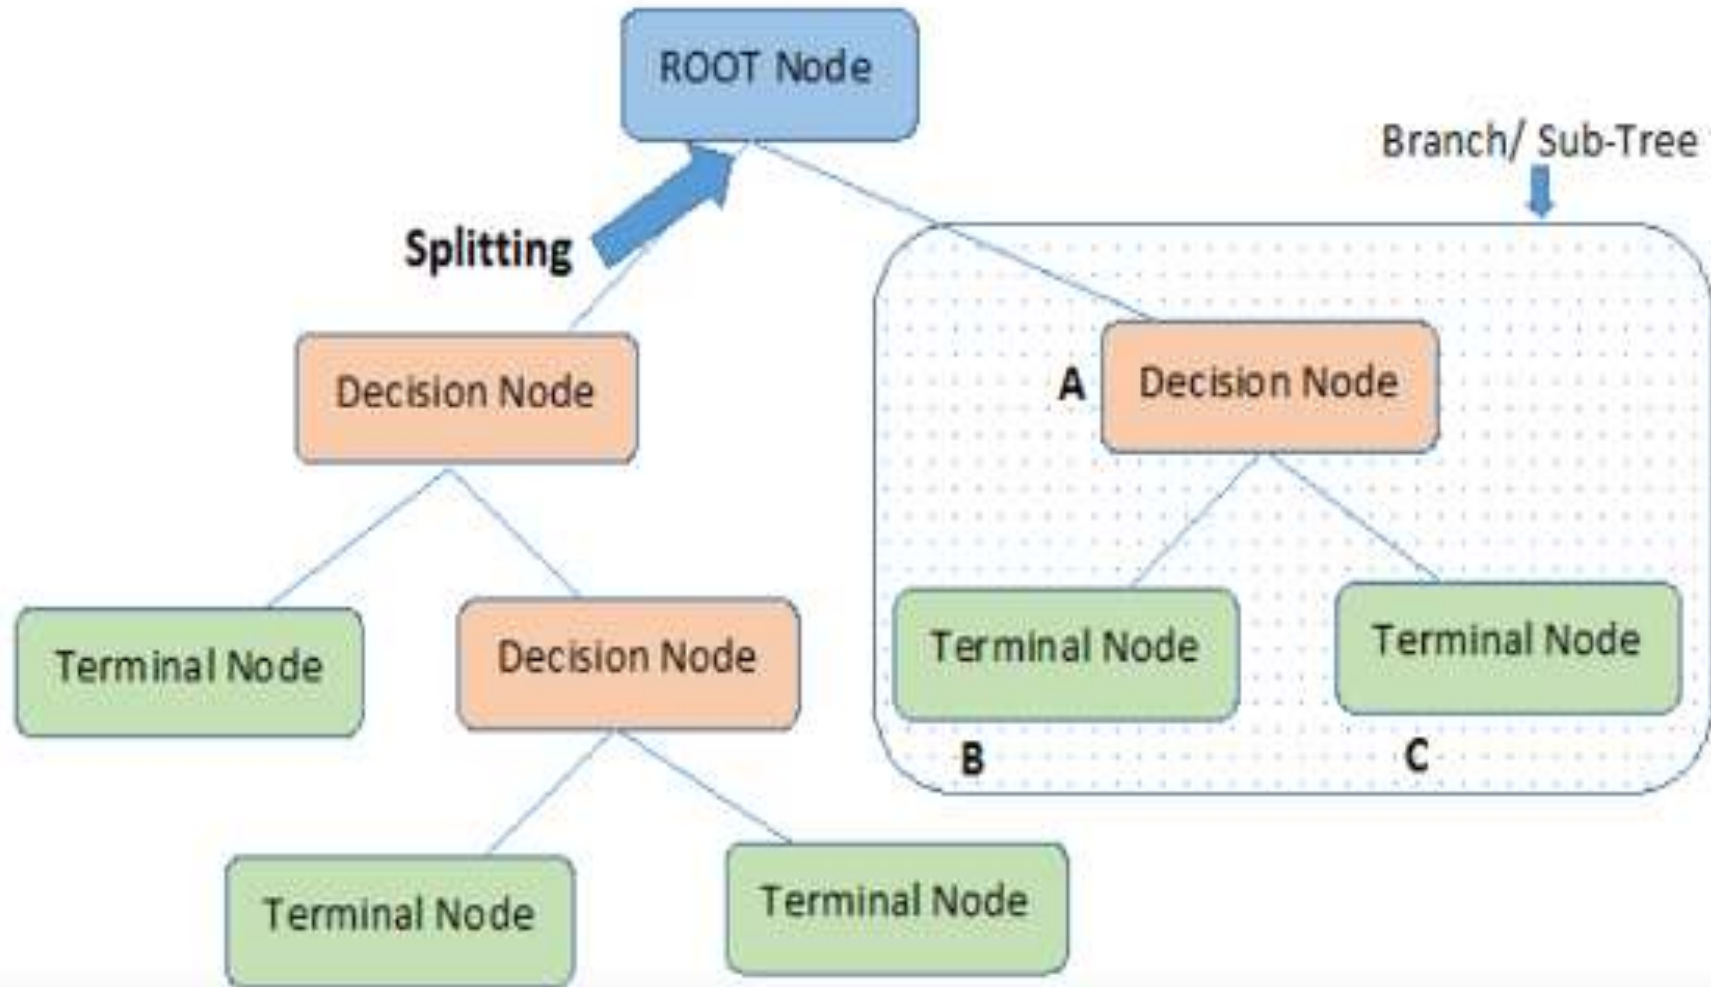 ROOT Node
Branch/ Sub-Tree
Splitting
Decision Node
A
Decision Node
Terminal Node
Decision Node
Terminal Node
Terminal Node
B
C
Terminal Node
Terminal Node